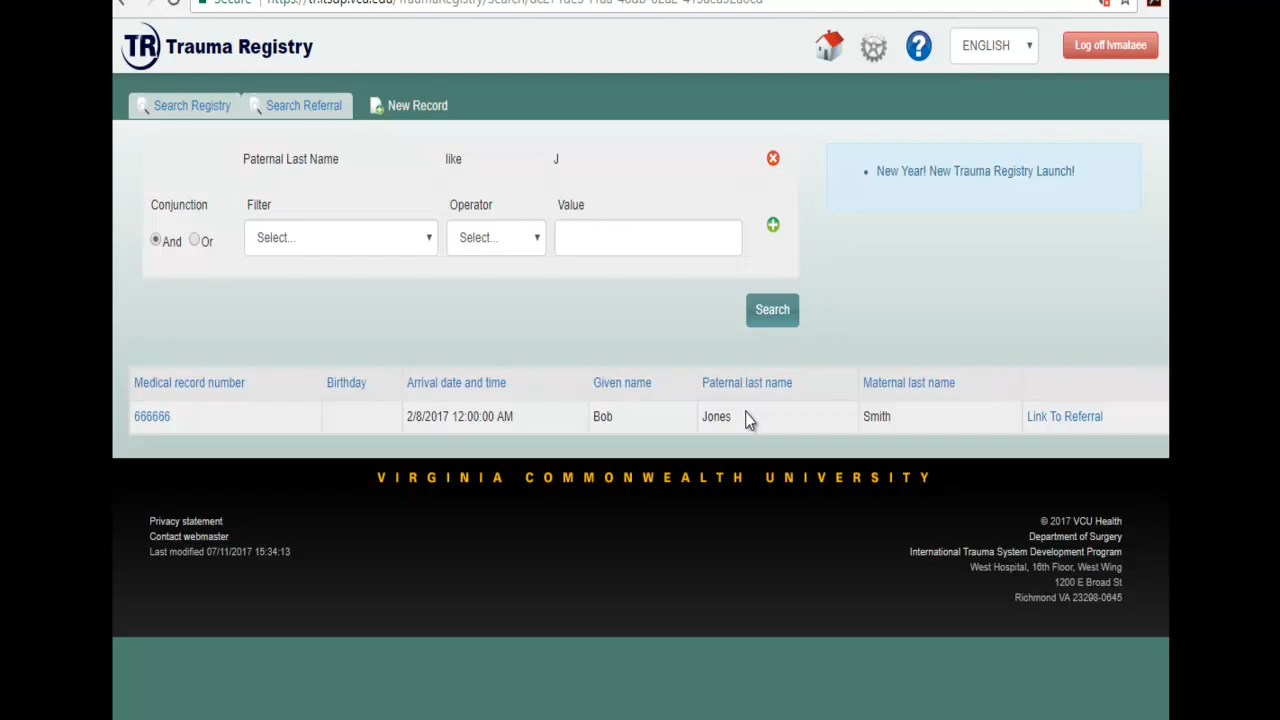 TR Trauma Registry ENGLISH Log off lvmataee
Search Registry Search Referral New Record
Paternal Last Name like J
New Year! New Trauma Registry Launch!
Conjunction Filter Operator Value
And Or Select... Select...
Search
Medical record number Birthday Arrival date and time Given name Paternal last name Maternal last name
666666 2/8/2017 12:00:00 AM Bob Jones Smith Link To Referral
VIRGINIA COMMONWEALTH UNIVERSITY
Privacy statement
Contact webmaster
Last modified 07/11/2017 15:34:13
© 2017 VCU Health
Department of Surgery
International Trauma System Development Program
West Hospital, 16th Floor, West Wing
1200 E Broad St
Richmond VA 23298-0645